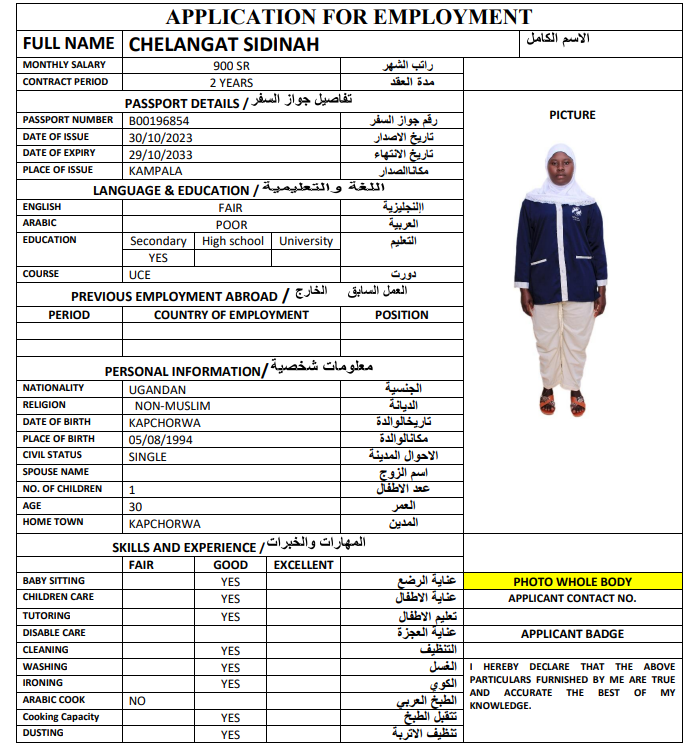 APPLICATION FOR EMPLOYMENT
FULL NAME CHELANGAT SIDINAH الاسم الكامل
MONTHLY SALARY 900 SR راتب الشهر
CONTRACT PERIOD 2 YEARS مدة العقد
PASSPORT DETAILS / تفاصيل جواز السفر
PICTURE
PASSPORT NUMBER B00196854 رقم جواز السفر
DATE OF ISSUE 30/10/2023 تاريخ الاصدار
DATE OF EXPIRY 29/10/2033 تاريخ الانتهاء
PLACE OF ISSUE KAMPALA مكاناالصدار
LANGUAGE & EDUCATION / اللغة والتعليمية
ENGLISH FAIR اإلنجليزية
ARABIC POOR العربية
EDUCATION Secondary High school University التعليم
YES
COURSE UCE دورت
PREVIOUS EMPLOYMENT ABROAD / العمل السابق الخارج
PERIOD COUNTRY OF EMPLOYMENT POSITION
PERSONAL INFORMATION/ معلومات شخصية
NATIONALITY UGANDAN الجنسية
RELIGION NON-MUSLIM الديانة
DATE OF BIRTH KAPCHORWA تاريخالوالدة
PLACE OF BIRTH 05/08/1994 مكانالوالدة
CIVIL STATUS SINGLE الاحوال المدينة
SPOUSE NAME اسم الزوج
NO. OF CHILDREN 1 عدد الاطفال
AGE 30 العمر
HOME TOWN KAPCHORWA المدين
SKILLS AND EXPERIENCE / المهارات والخبرات
FAIR GOOD EXCELLENT
BABY SITTING YES عناية الرضع
PHOTO WHOLE BODY
CHILDREN CARE YES عناية الاطفال
APPLICANT CONTACT NO.
TUTORING YES تعليم الاطفال
DISABLE CARE عناية العجزة
APPLICANT BADGE
CLEANING YES التنظيف
WASHING YES الغسل
IRONING YES الكوي
ARABIC COOK NO الطبخ العربي
Cooking Capacity YES تتقبل الطبخ
DUSTING YES تنظيف الاتربة
I HEREBY DECLARE THAT THE ABOVE
PARTICULARS FURNISHED BY ME ARE TRUE
AND ACCURATE THE BEST OF MY
KNOWLEDGE.